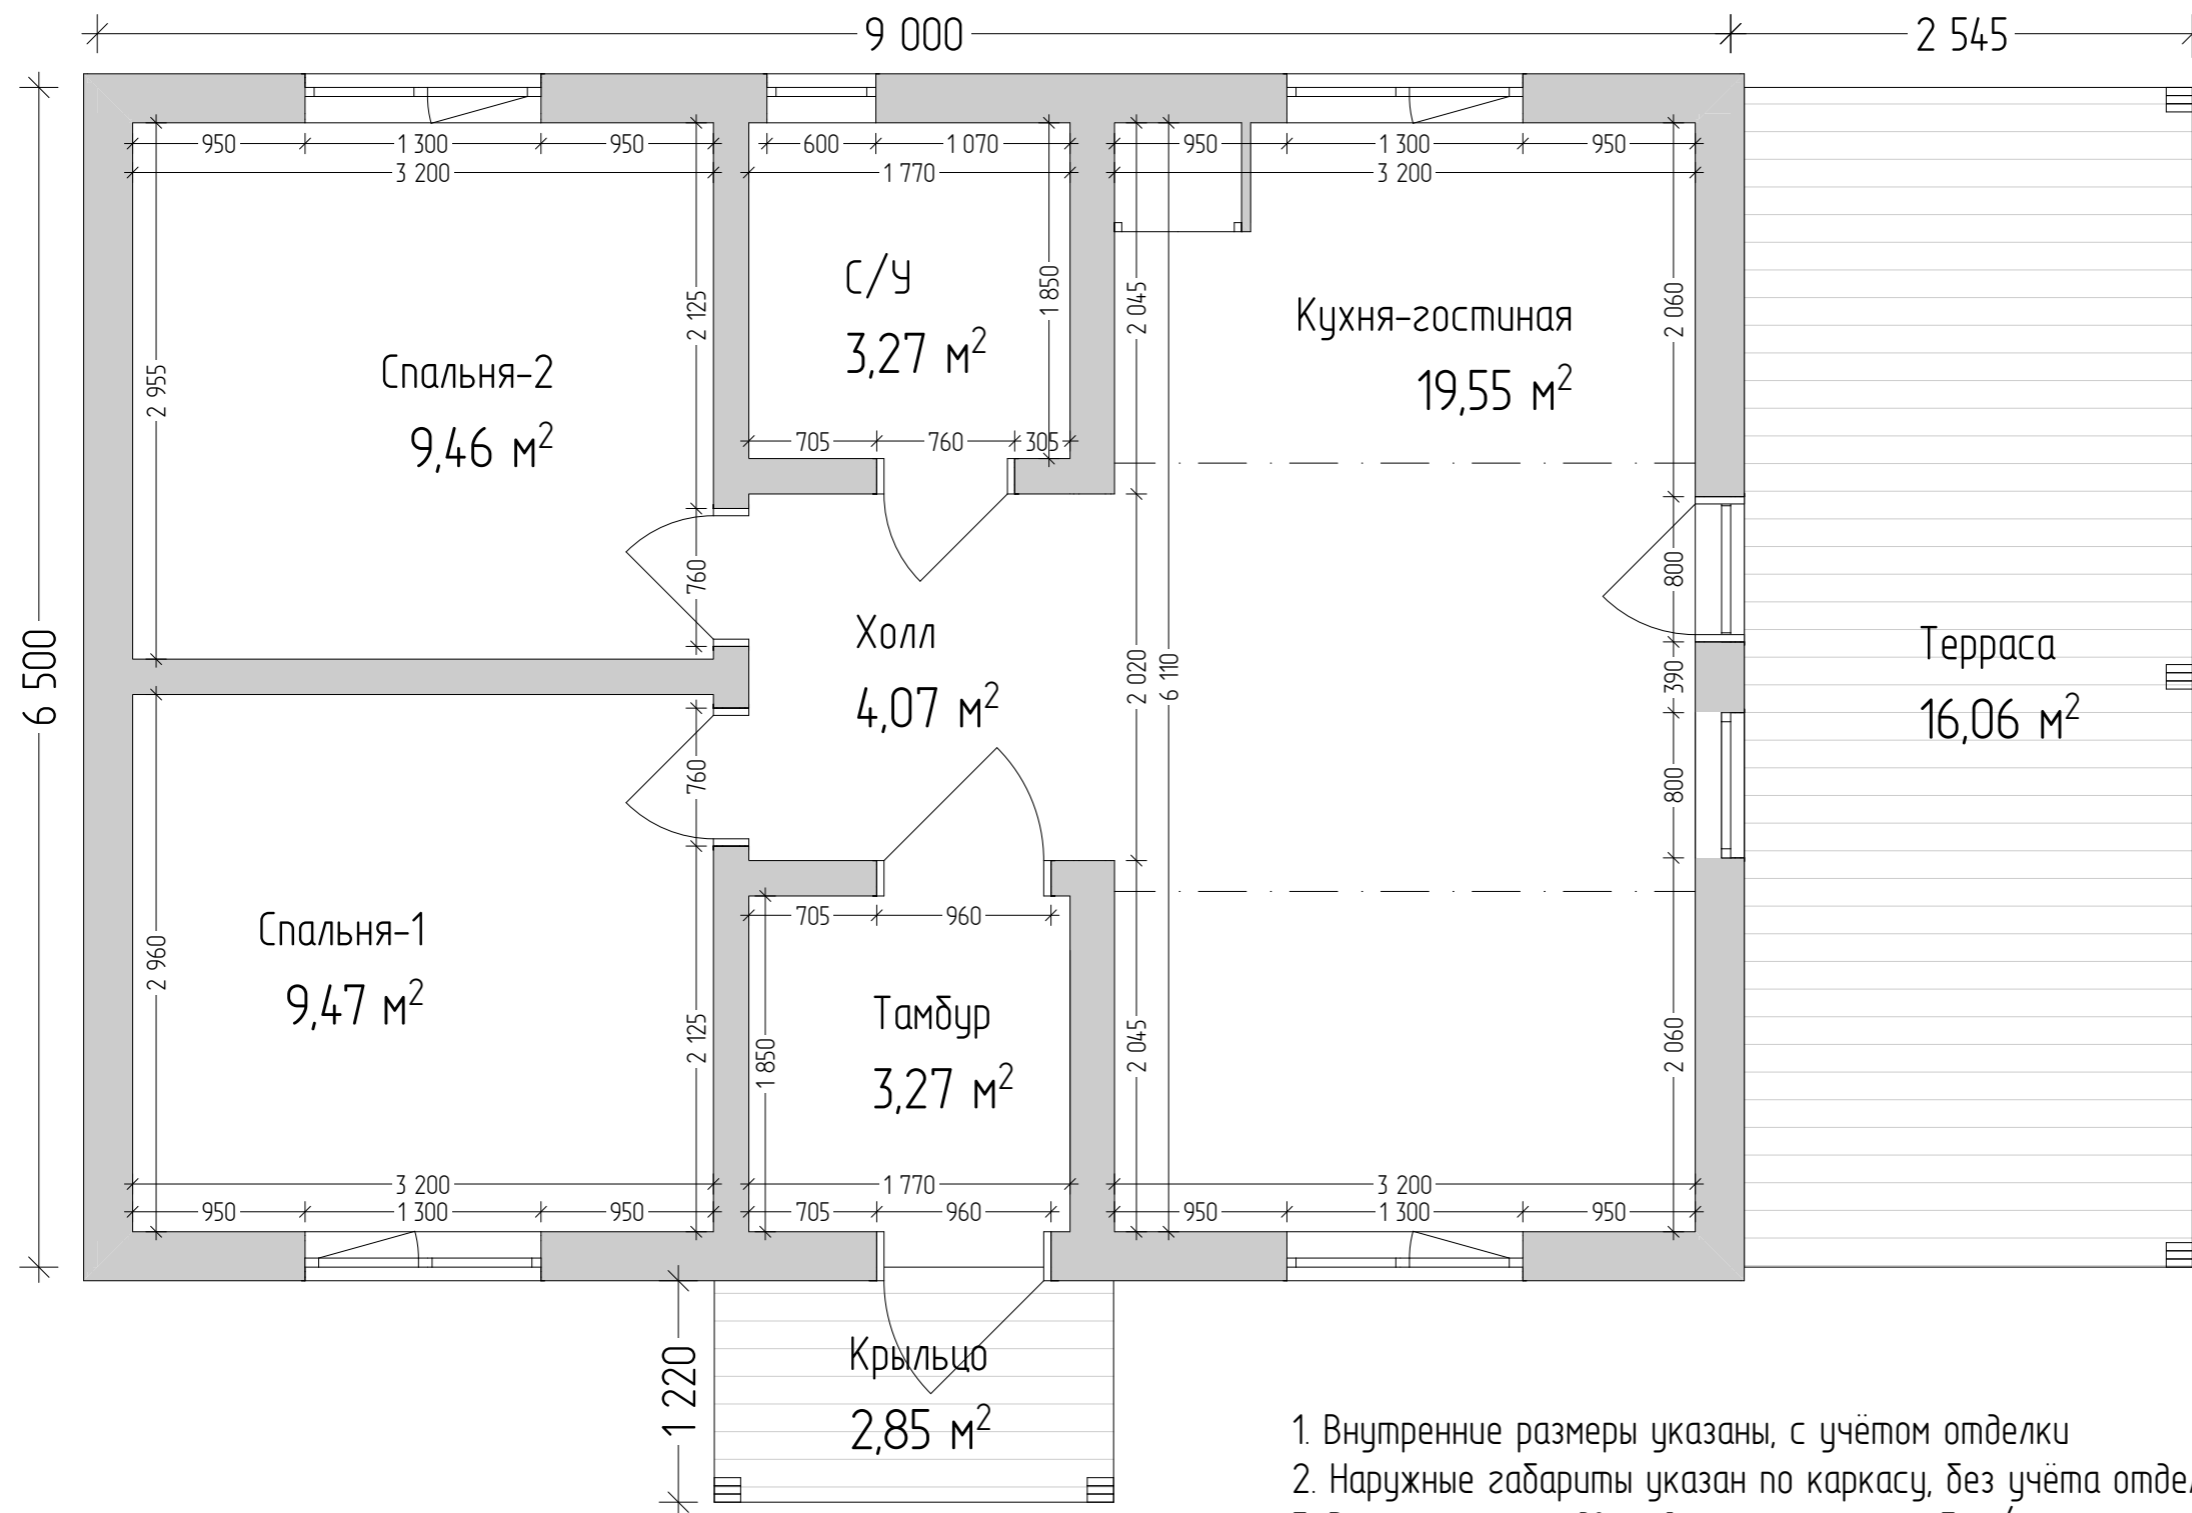 9 000
2 545
950
1 300
950
3 200
600
1 070
1 770
950
1 300
950
3 200
6 500
2 955
2 125
1 850
2 045
2 060
С/У
3,27 м²
Кухня-гостиная
19,55 м²
Спальня-2
9,46 м²
705
760
305
760
800
Холл
4,07 м²
2 020
6 110
390
Терраса
16,06 м²
760
800
Спальня-1
9,47 м²
2 960
2 125
705
960
1 850
2 045
2 060
Тамбур
3,27 м²
3 200
950
1 300
950
1 770
705
960
3 200
950
1 300
950
1 220
Крыльцо
2,85 м²
1. Внутренние размеры указаны, с учётом отделки
2. Наружные габариты указан по каркасу, без учёта